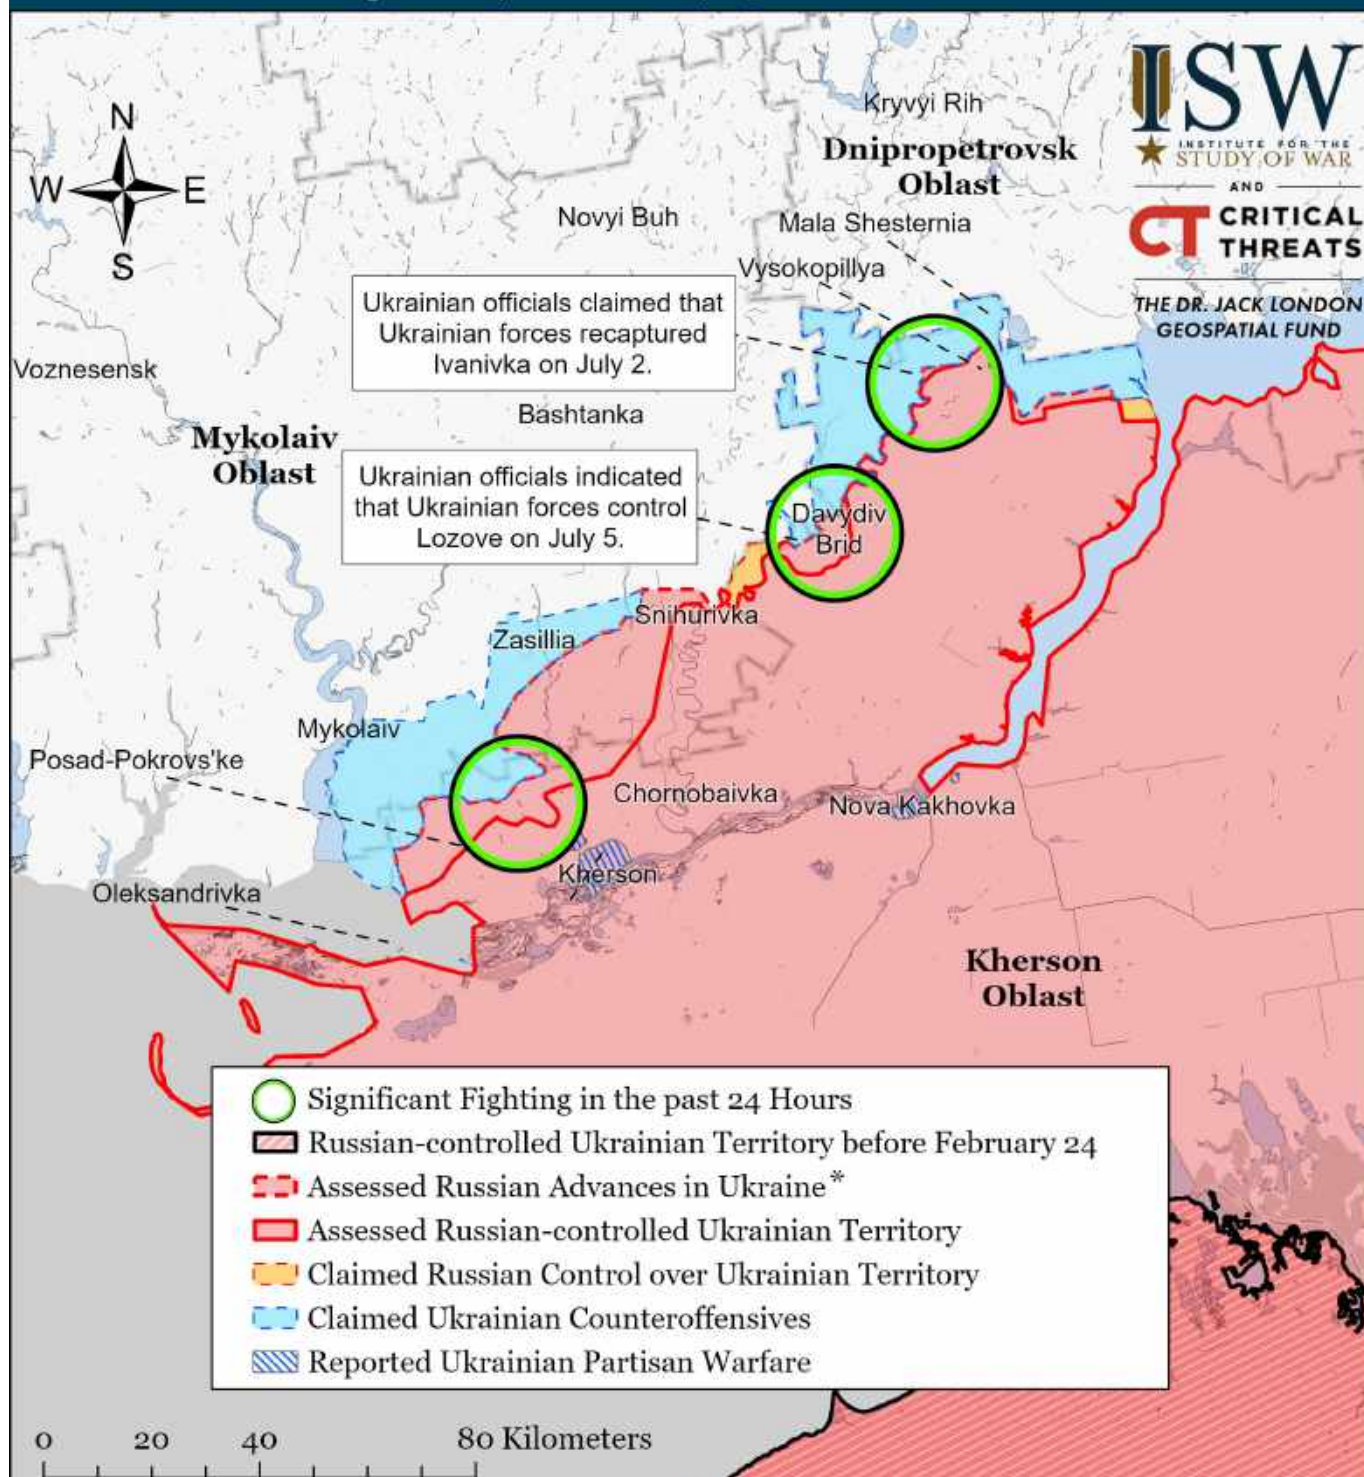 N
W E
S
ISW
INSTITUTE FOR THE
STUDY OF WAR
AND
CT CRITICAL
THREATS
THE DR. JACK LONDON
GEOSPATIAL FUND
Kryvyi Rih
Dnipropetrovsk
Oblast
Novyi Buh
Mala Shesternia
Vysokopillya
Ukrainian officials claimed that
Ukrainian forces recaptured
Ivanivka on July 2.
Voznesensk
Bashtanka
Mykolaiv
Oblast
Ukrainian officials indicated
that Ukrainian forces control
Lozove on July 5.
Davydiv
Brid
Snihurivka
Zasillia
Mykolaiv
Posad-Pokrovs'ke
Chornobaivka
Nova Kakhovka
Kherson
Oleksandrivka
Kherson
Oblast
Significant Fighting in the past 24 Hours
Russian-controlled Ukrainian Territory before February 24
Assessed Russian Advances in Ukraine*
Assessed Russian-controlled Ukrainian Territory
Claimed Russian Control over Ukrainian Territory
Claimed Ukrainian Counteroffensives
Reported Ukrainian Partisan Warfare
0 20 40 80 Kilometers